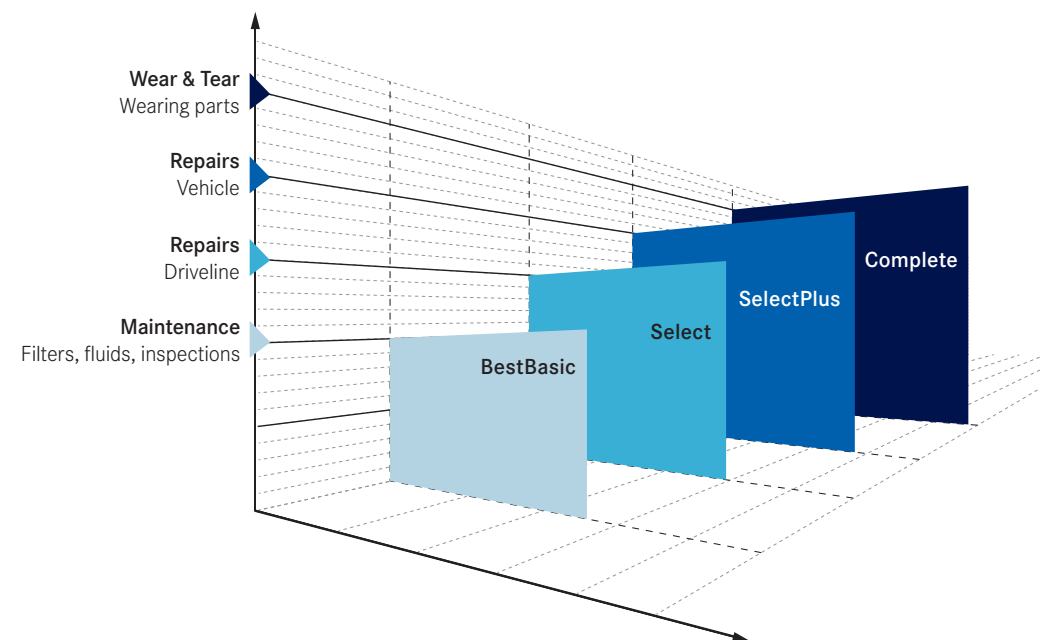 Wear & Tear
Wearing parts
Repairs
Vehicle
Repairs
Driveline
Maintenance
Filters, fluids, inspections
Complete
SelectPlus
Select
BestBasic